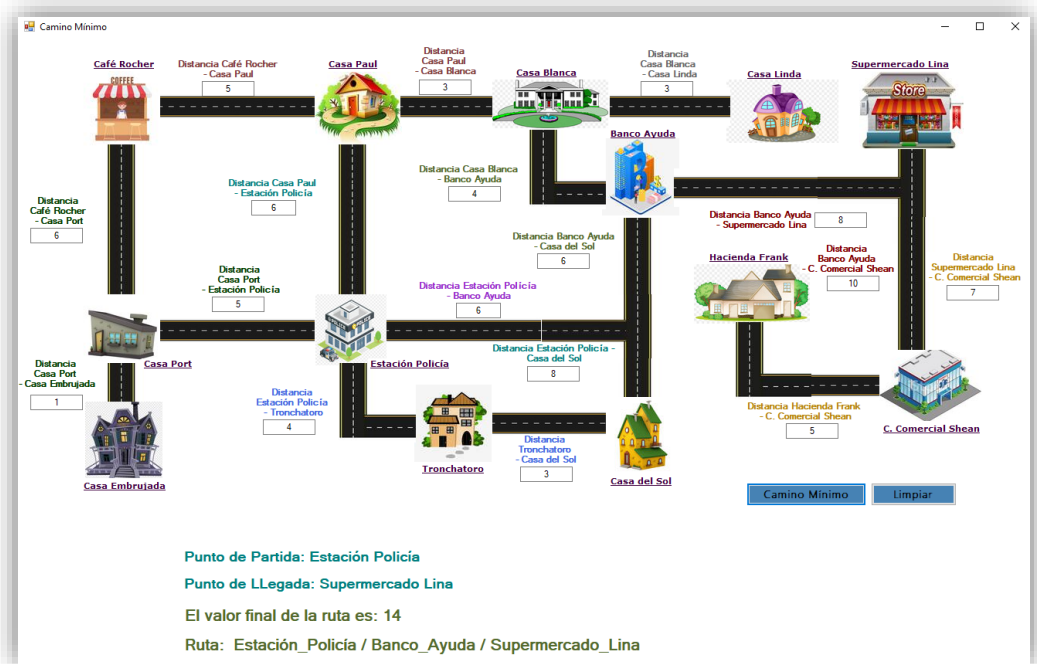 Camino Mínimo
Café Rocher
Distancia Café Rocher
- Casa Paul
5
Casa Paul
Distancia
Casa Paul
- Casa Blanca
3
Casa Blanca
Distancia
Casa Blanca
- Casa Linda
3
Casa Linda
Supermercado Lina
COFFEE
Store
Banco Ayuda
Distancia Casa Blanca
- Banco Ayuda
4
Distancia Casa Paul
- Estación Policía
6
Distancia
Café Rocher
- Casa Port
6
Distancia Banco Ayuda
- Supermercado Lina
8
Distancia Banco Ayuda
- Casa del Sol
6
Hacienda Frank
Distancia
Banco Ayuda
- C. Comercial Shean
10
Distancia
Supermercado Lina
- C. Comercial Shean
7
Distancia
Casa Port
- Estación Policía
5
Distancia Estación Policía
- Banco Ayuda
6
Distancia Estación Policía -
Casa del Sol
8
Casa Port
Estación Policía
Distancia
Casa Port
- Casa Embrujada
1
Distancia
Estación Policía
- Tronchatoro
4
Distancia Hacienda Frank
- C. Comercial Shean
5
C. Comercial Shean
Distancia
Tronchatoro
- Casa del Sol
3
Tronchatoro
Casa del Sol
Casa Embrujada
Camino Mínimo
Limpiar
Punto de Partida: Estación Policía
Punto de LLegada: Supermercado Lina
El valor final de la ruta es: 14
Ruta: Estación_Policía / Banco_Ayuda / Supermercado_Lina